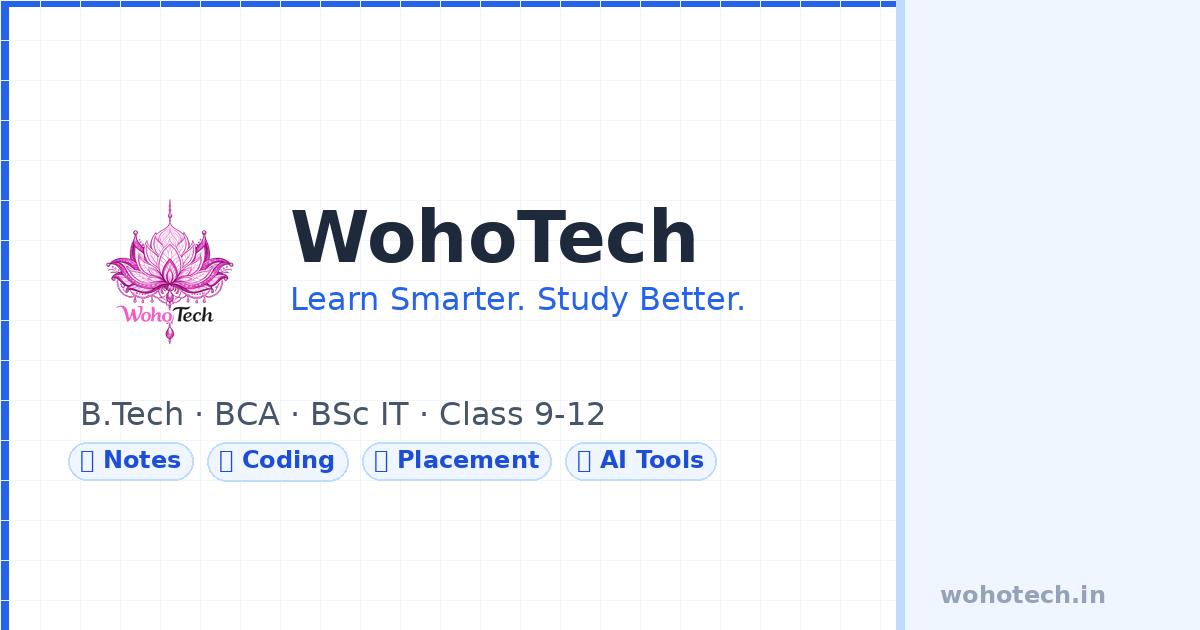 WohoTech
Learn Smarter. Study Better.
WohoTech
B.Tech · BCA · BSc IT · Class 9-12
Notes Coding Placement AI Tools
wohotech.in